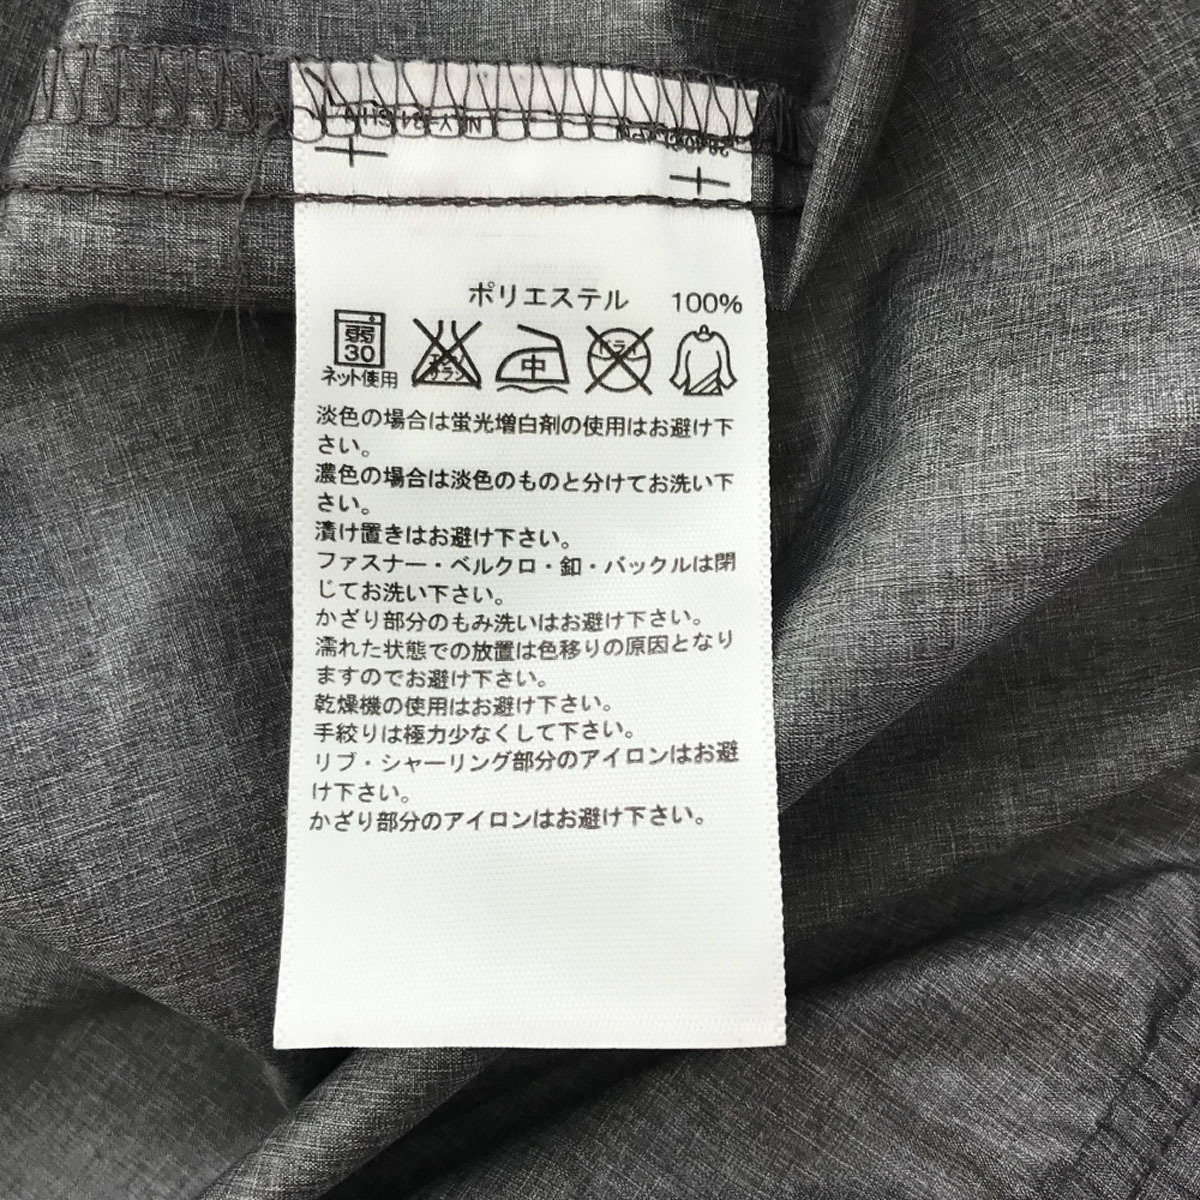 ポリエステル 100%
弱
30
ネット使用
エンソ
サラシ
中
ドライ
淡色の場合は蛍光増白剤の使用はお避け下
さい。
濃色の場合は淡色のものと分けてお洗い下
さい。
漬け置きはお避け下さい。
ファスナー・ベルクロ・釦・バックルは閉
じてお洗い下さい。
かざり部分のもみ洗いはお避け下さい。
濡れた状態での放置は色移りの原因となり
ますのでお避け下さい。
乾燥機の使用はお避け下さい。
手絞りは極力少なくして下さい。
リブ・シャーリング部分のアイロンはお避
け下さい。
かざり部分のアイロンはお避け下さい。